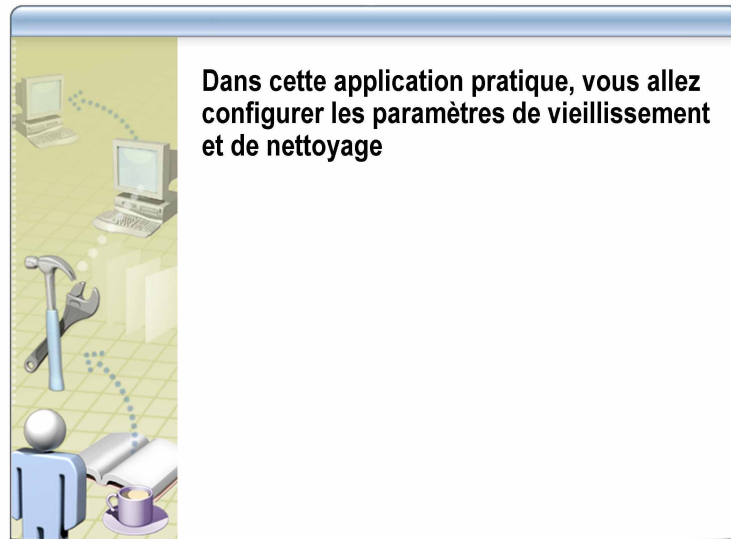 Dans cette application pratique, vous allez
configurer les paramètres de vieillissement
et de nettoyage